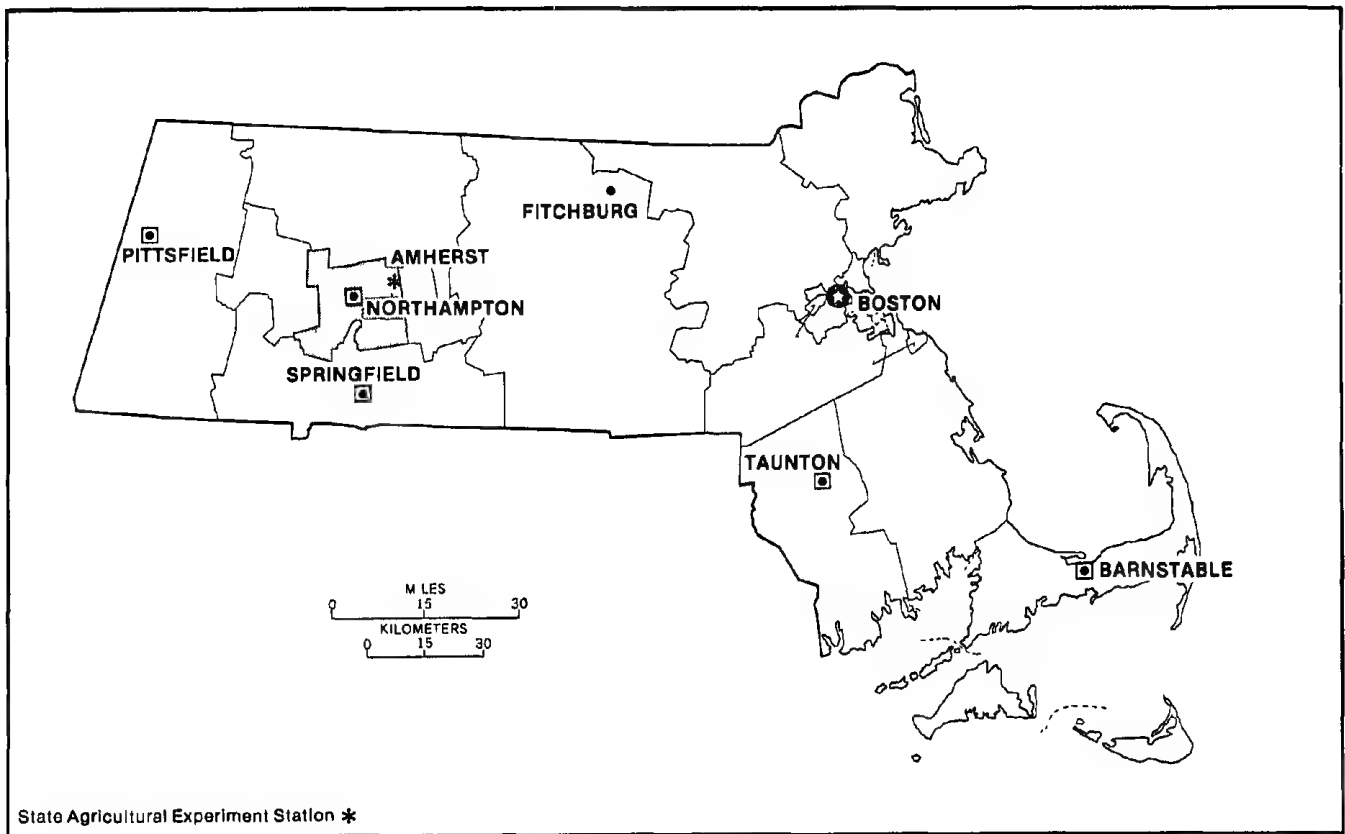 FITCHBURG
PITTSFIELD
AMHERST
NORTHAMPTON
BOSTON
SPRINGFIELD
TAUNTON
BARNSTABLE
M LES
0 15 30
KILOMETERS
0 15 30
State Agricultural Experiment Station *